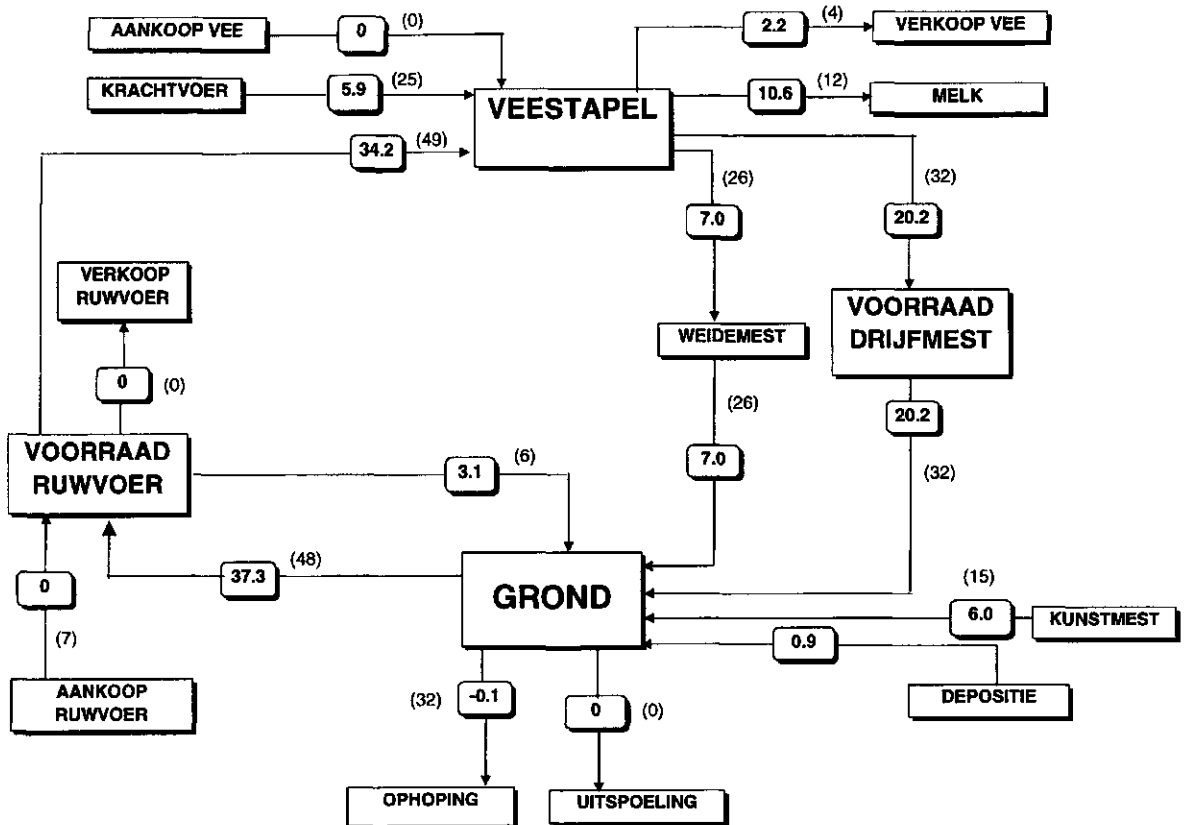 AANKOOP VEE
0
(0)
2.2
(4)
VERKOOP VEE
KRACHTVOER
5.9
(25)
VEESTAPEL
10.6
(12)
MELK
34.2
(49)
(26)
(32)
7.0
20.2
VERKOOP
RUWVOER
VOORRAAD
DRIJFMEST
WEIDEMEST
0
(0)
(26)
20.2
VOORRAAD
RUWVOER
3.1
(6)
7.0
(32)
37.3
(48)
GROND
0
(15)
6.0
KUNSTMEST
0.9
(7)
AANKOOP
RUWVOER
(32)
-0.1
0
(0)
DEPOSITIE
OPHOPING
UITSPOELING